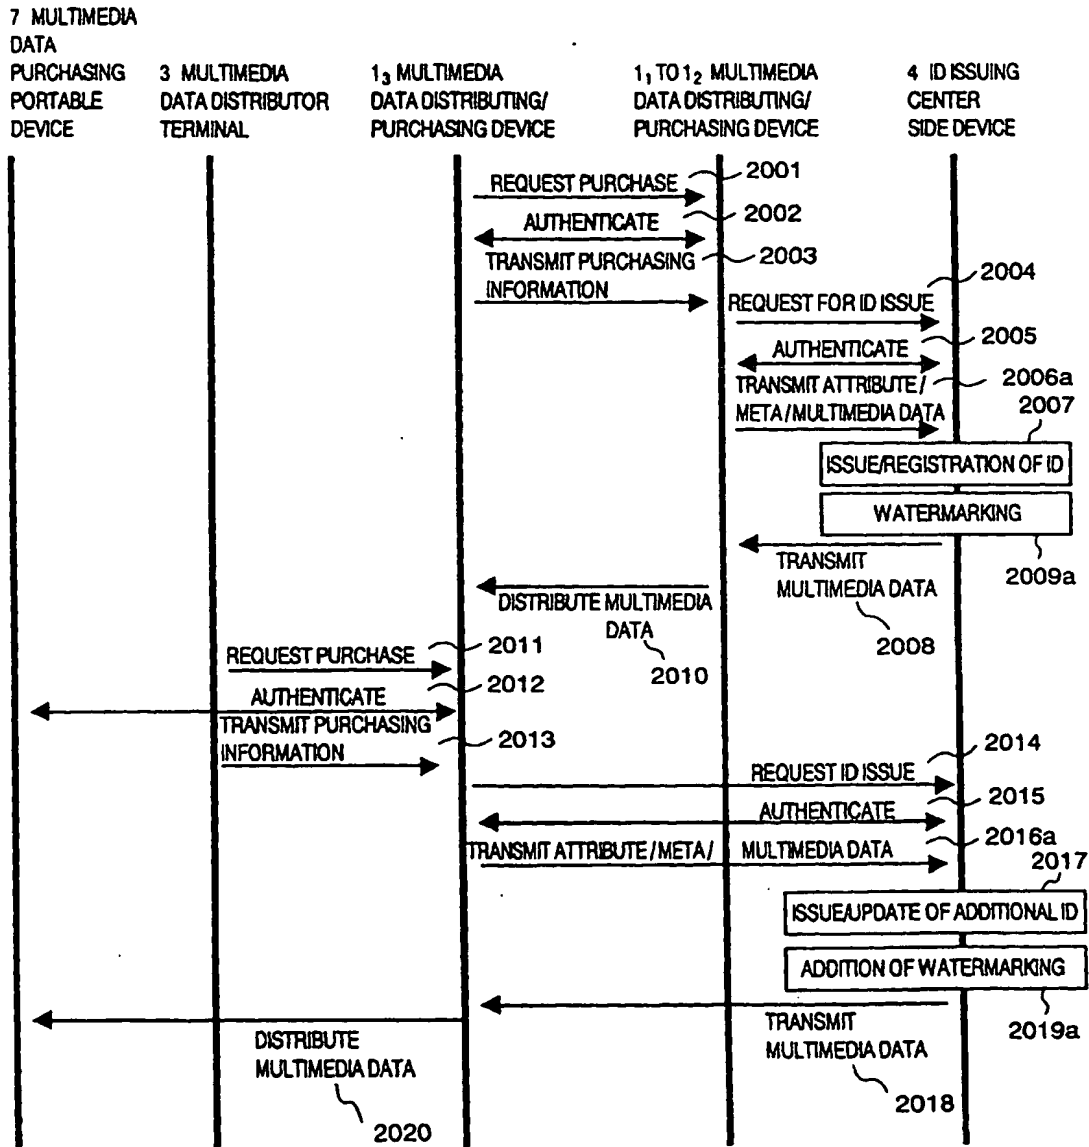 7 MULTIMEDIA
DATA
PURCHASING
PORTABLE
DEVICE
3 MULTIMEDIA
DATA DISTRIBUTOR
TERMINAL
1₃ MULTIMEDIA
DATA DISTRIBUTING/
PURCHASING DEVICE
1₁ TO 1₂ MULTIMEDIA
DATA DISTRIBUTING/
PURCHASING DEVICE
4 ID ISSUING
CENTER
SIDE DEVICE
REQUEST PURCHASE
2001
AUTHENTICATE
2002
TRANSMIT PURCHASING
INFORMATION
2003
REQUEST FOR ID ISSUE
2004
AUTHENTICATE
2005
TRANSMIT ATTRIBUTE/
META/MULTIMEDIA DATA
2006a
2007
ISSUE/REGISTRATION OF ID
WATERMARKING
2009a
TRANSMIT
MULTIMEDIA DATA
2008
DISTRIBUTE MULTIMEDIA
DATA
2010
REQUEST PURCHASE
2011
AUTHENTICATE
2012
TRANSMIT PURCHASING
INFORMATION
2013
REQUEST ID ISSUE
2014
AUTHENTICATE
2015
TRANSMIT ATTRIBUTE/META/ MULTIMEDIA DATA
2016a
2017
ISSUE/UPDATE OF ADDITIONAL ID
ADDITION OF WATERMARKING
2019a
TRANSMIT
MULTIMEDIA DATA
2018
DISTRIBUTE
MULTIMEDIA DATA
2020